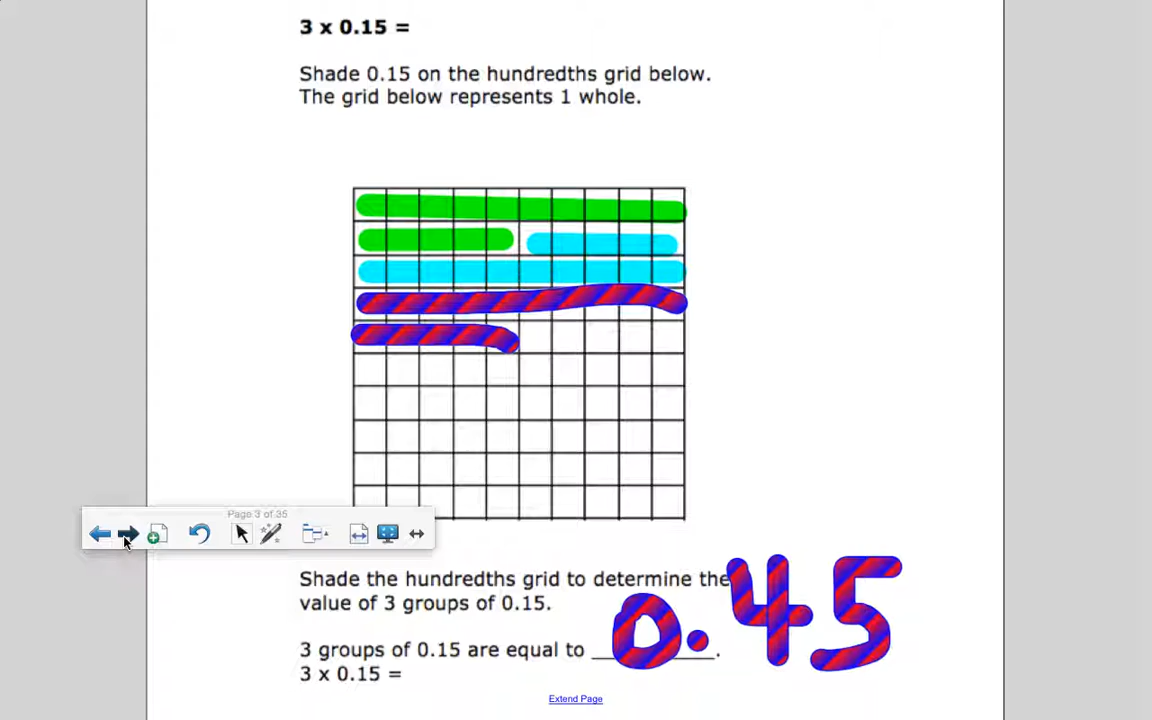 3 x 0.15 =
Shade 0.15 on the hundredths grid below.
The grid below represents 1 whole.
Page 3 of 35
Shade the hundredths grid to determine the
value of 3 groups of 0.15.
3 groups of 0.15 are equal to 0.45.
3 x 0.15 =
Extend Page